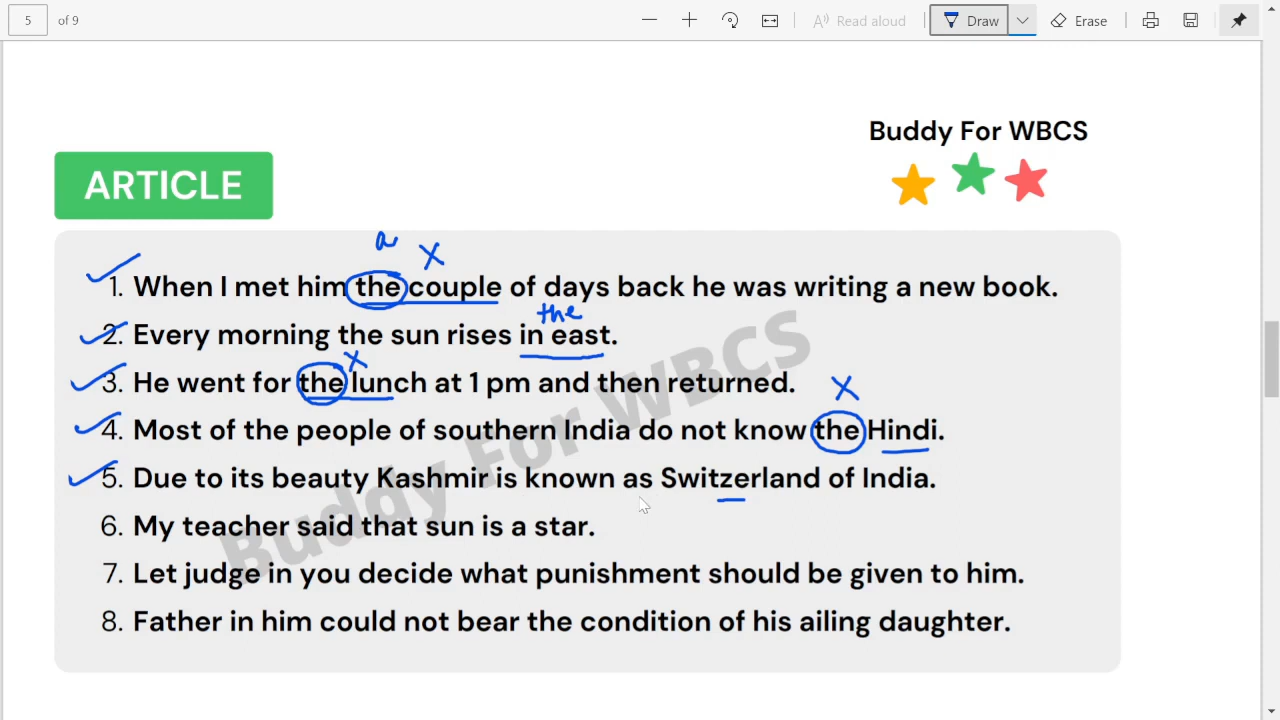 5 of 9 Read aloud Draw Erase
Buddy For WBCS
ARTICLE
a X
1. When I met him the couple of days back he was writing a new book.
the
2. Every morning the sun rises in east.
X
3. He went for the lunch at 1 pm and then returned.
X
4. Most of the people of southern India do not know the Hindi.
5. Due to its beauty Kashmir is known as Switzerland of India.
6. My teacher said that sun is a star.
7. Let judge in you decide what punishment should be given to him.
8. Father in him could not bear the condition of his ailing daughter.
Buddy For WBCS